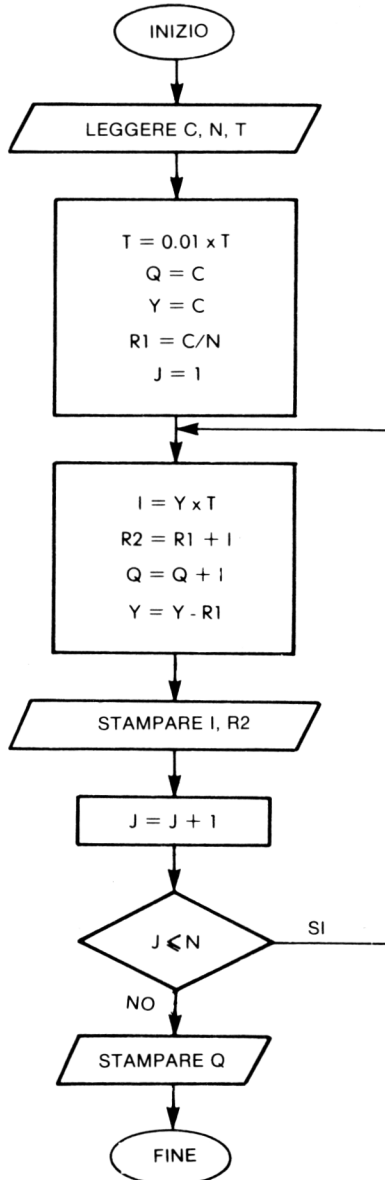 INIZIO
LEGGERE C, N, T
T = 0.01 x T
Q = C
Y = C
R1 = C/N
J = 1
I = Y x T
R2 = R1 + I
Q = Q + I
Y = Y - R1
STAMPARE I, R2
J = J + 1
J ⩽ N
SI
NO
STAMPARE Q
FINE